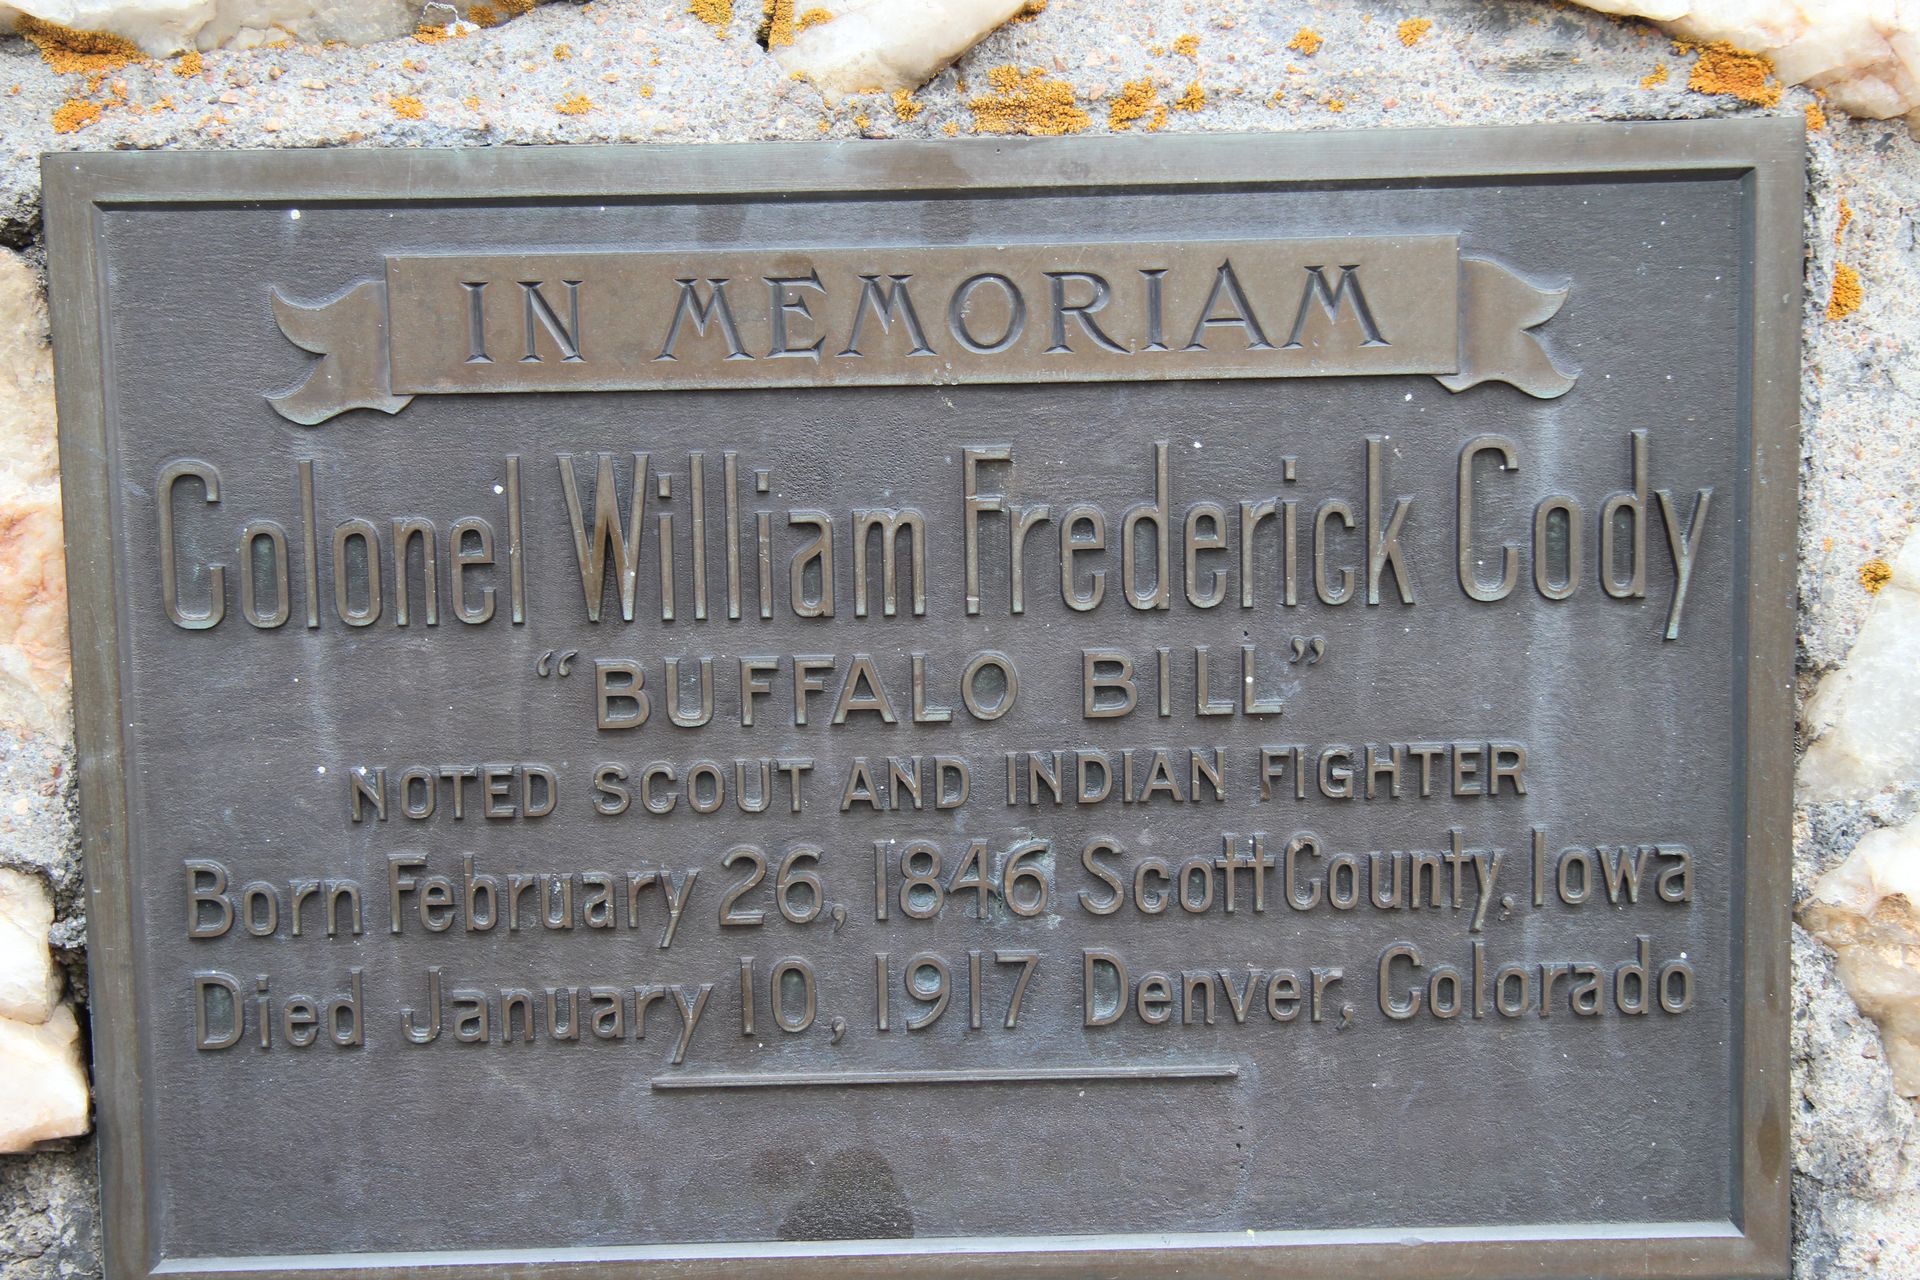 IN MEMORIAM
Colonel William Frederick Cody
“BUFFALO BILL”
NOTED SCOUT AND INDIAN FIGHTER
Born February 26, 1846 Scott County, Iowa
Died January 10, 1917 Denver, Colorado